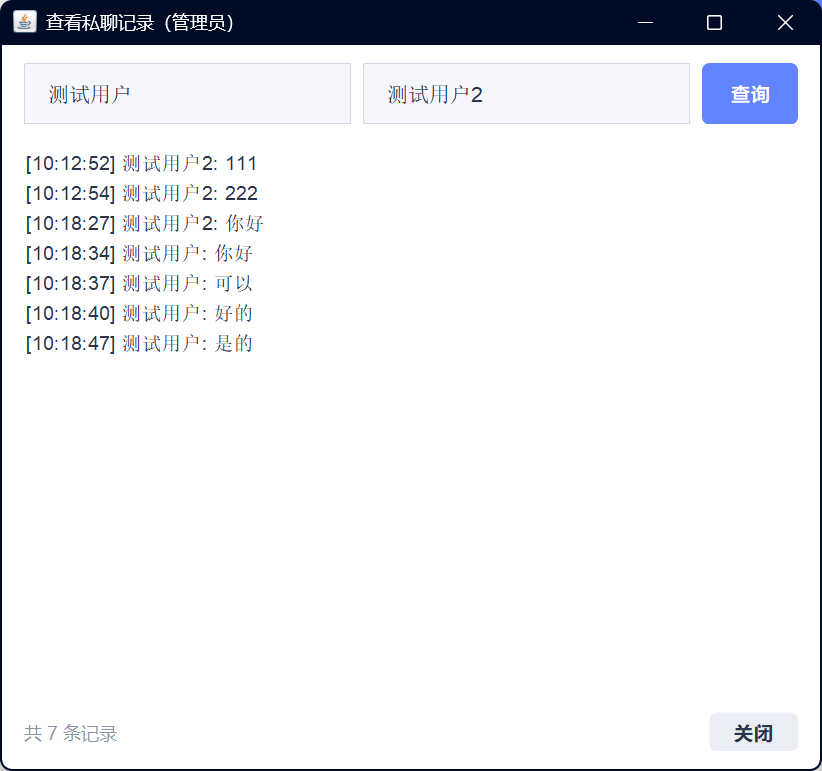 查看私聊记录（管理员）
测试用户
测试用户2
查询
[10:12:52] 测试用户2: 111
[10:12:54] 测试用户2: 222
[10:18:27] 测试用户2: 你好
[10:18:34] 测试用户: 你好
[10:18:37] 测试用户: 可以
[10:18:40] 测试用户: 好的
[10:18:47] 测试用户: 是的
共 7 条记录
关闭